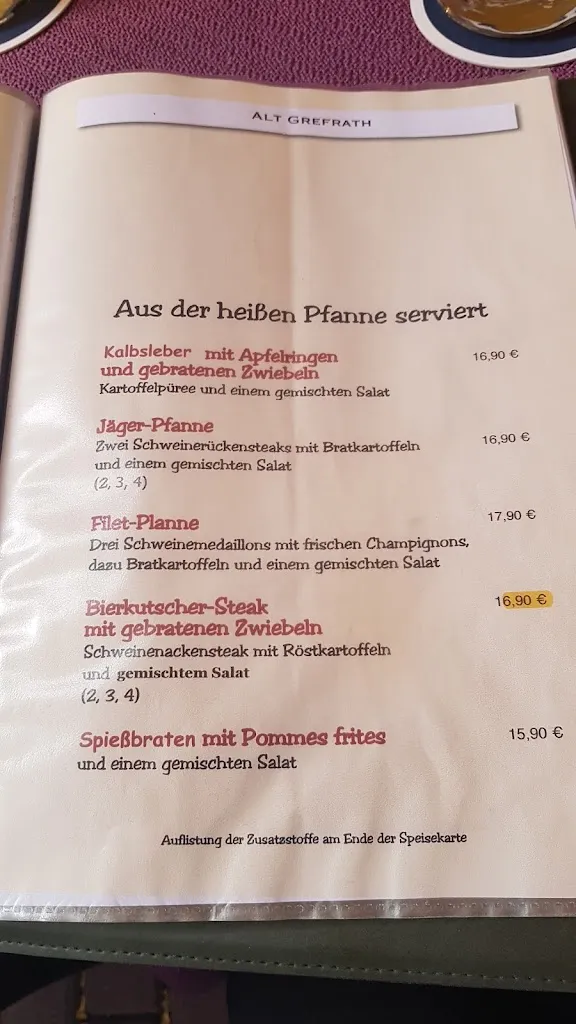 ALT GREFRATH
Aus der heißen Pfanne serviert
Kalbsleber mit Apfelringen 16,90 €
und gebratenen Zwiebeln
Kartoffelpüree und einem gemischten Salat
Jäger-Pfanne 16,90 €
Zwei Schweinerückensteaks mit Bratkartoffeln
und einem gemischten Salat
(2, 3, 4)
Filet-Planne 17,90 €
Drei Schweinemedaillons mit frischen Champignons,
dazu Bratkartoffeln und einem gemischten Salat
Bierkutscher-Steak 16,90 €
mit gebratenen Zwiebeln
Schweinenackensteak mit Röstkartoffeln
und gemischtem Salat
(2, 3, 4)
Spießbraten mit Pommes frites 15,90 €
und einem gemischten Salat
Auflistung der Zusatzstoffe am Ende der Speisekarte